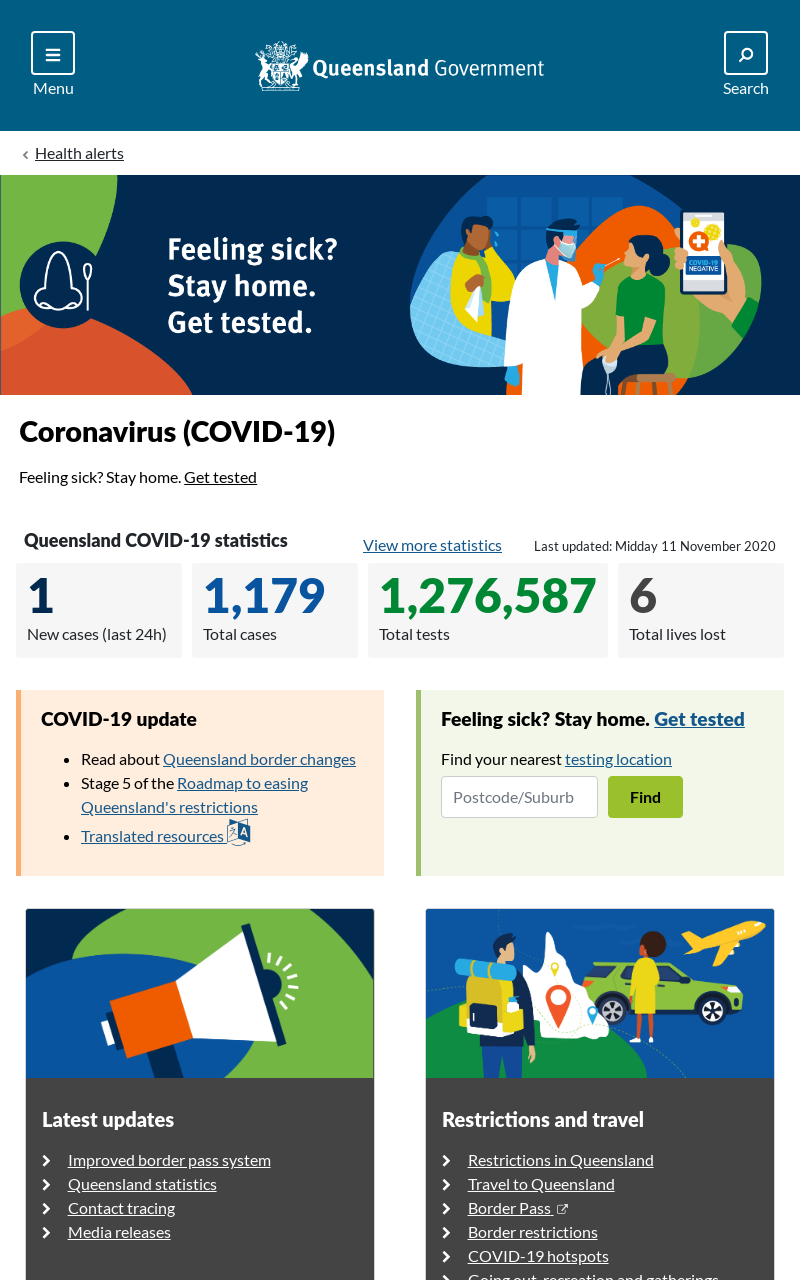 Menu
Queensland Government
Search
Health alerts
Feeling sick?
Stay home.
Get tested.
COVID-19
NEGATIVE
Coronavirus (COVID-19)
Feeling sick? Stay home. Get tested
Queensland COVID-19 statistics
View more statistics
Last updated: Midday 11 November 2020
1
New cases (last 24h)
1,179
Total cases
1,276,587
Total tests
6
Total lives lost
COVID-19 update
Read about Queensland border changes
Stage 5 of the Roadmap to easing
Queensland's restrictions
Translated resources
Feeling sick? Stay home. Get tested
Find your nearest testing location
Postcode/Suburb
Find
Latest updates
Improved border pass system
Queensland statistics
Contact tracing
Media releases
Restrictions and travel
Restrictions in Queensland
Travel to Queensland
Border Pass
Border restrictions
COVID-19 hotspots
Going out, recreation and gatherings